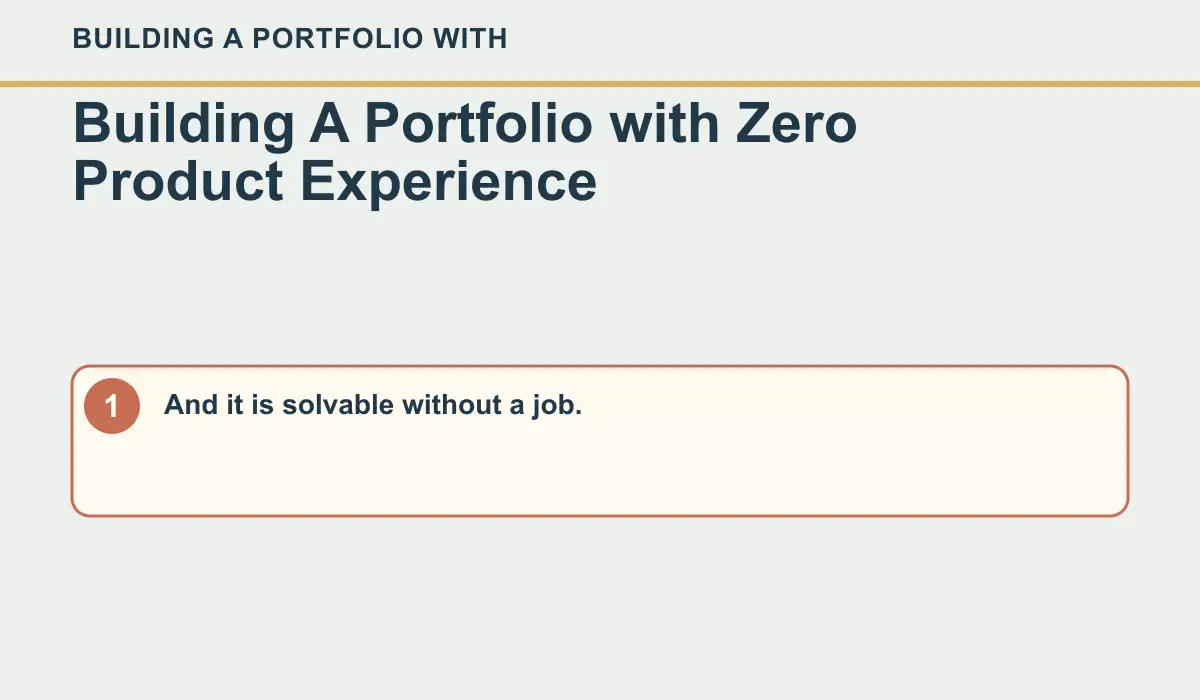 BUILDING A PORTFOLIO WITH
Building A Portfolio with Zero
Product Experience
1 And it is solvable without a job.